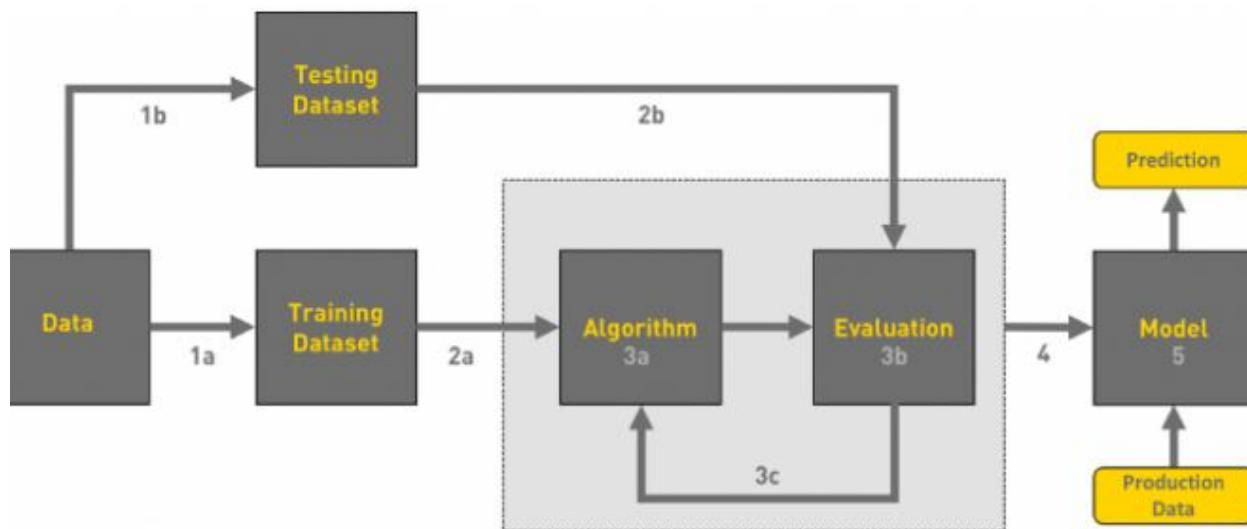 Testing
Dataset
1b
2b
Prediction
Data
1a
Training
Dataset
2a
Algorithm
3a
Evaluation
3b
4
Model
5
3c
Production
Data